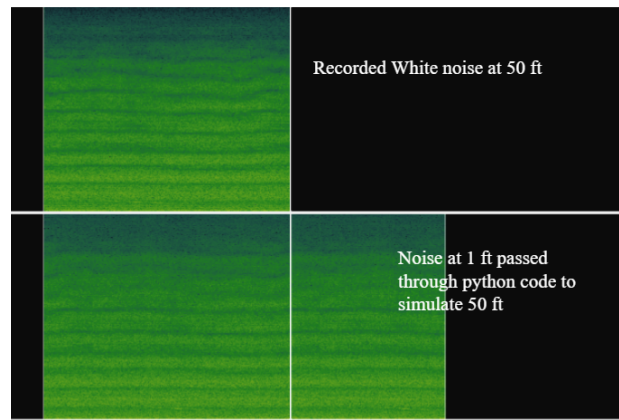 Recorded White noise at 50 ft
Noise at 1 ft passed
through python code to
simulate 50 ft